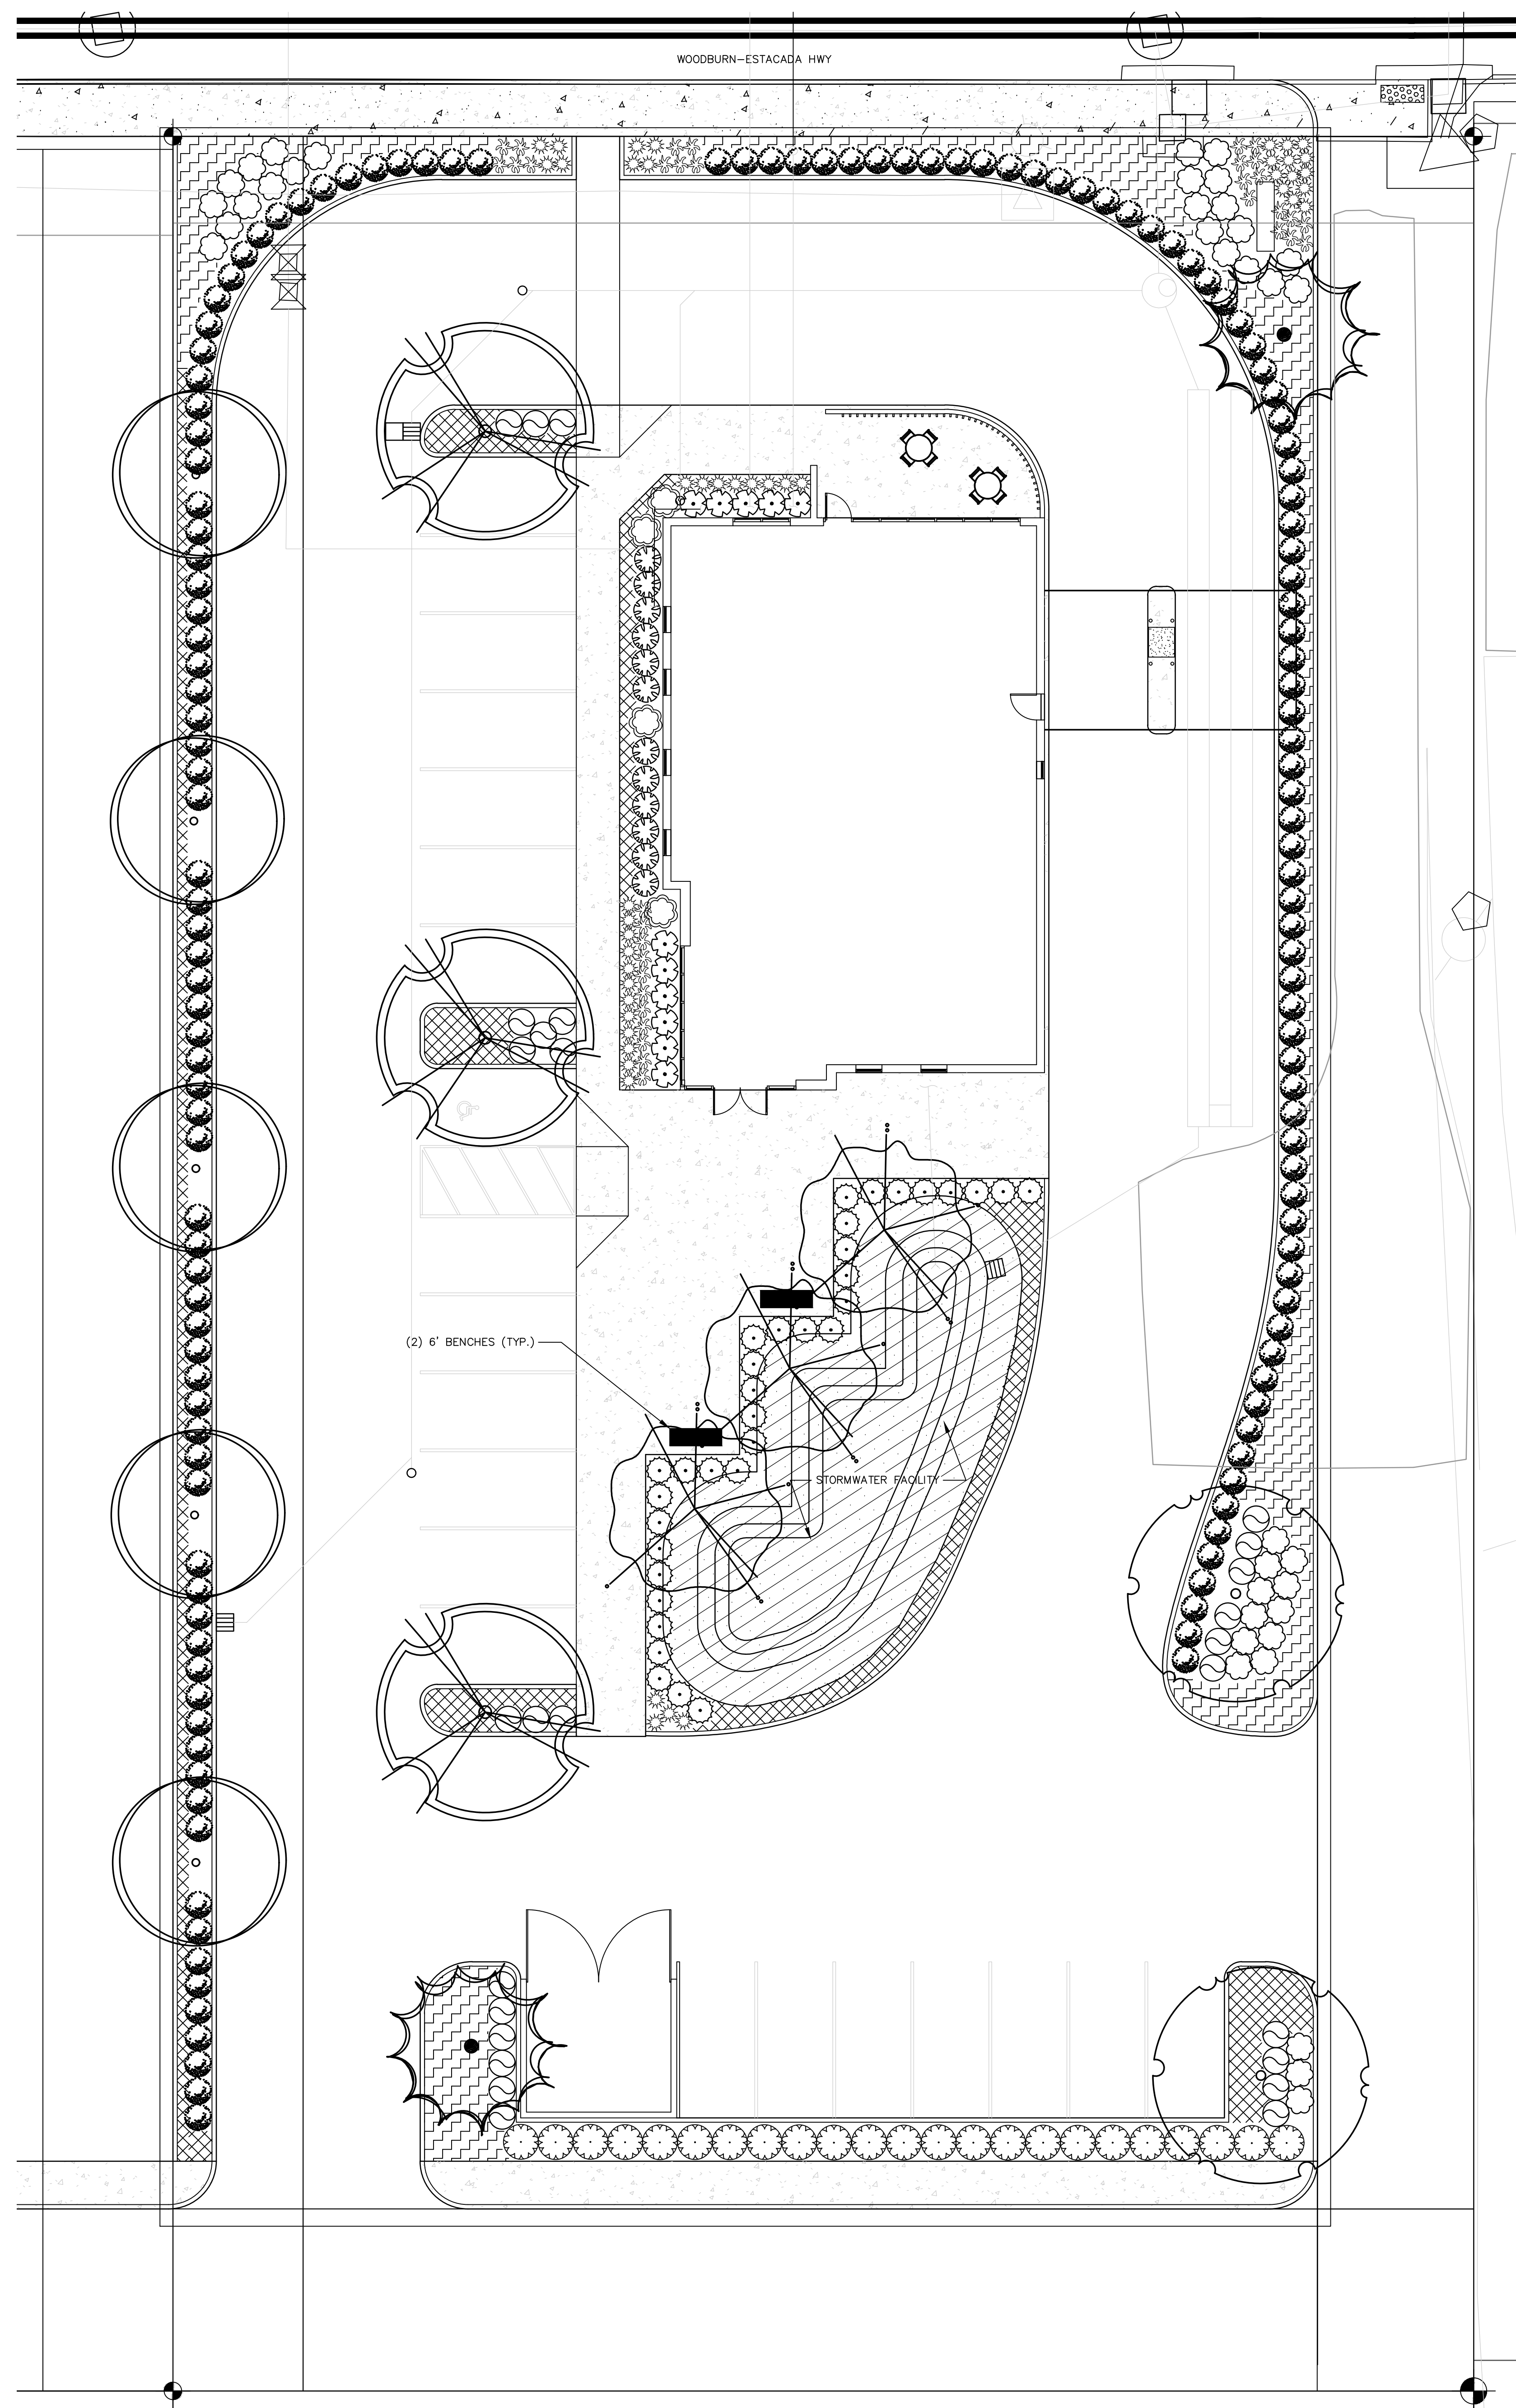 WOODBURN-ESTACADA HWY
(2) 6' BENCHES (TYP.)
STORMWATER FACILITY